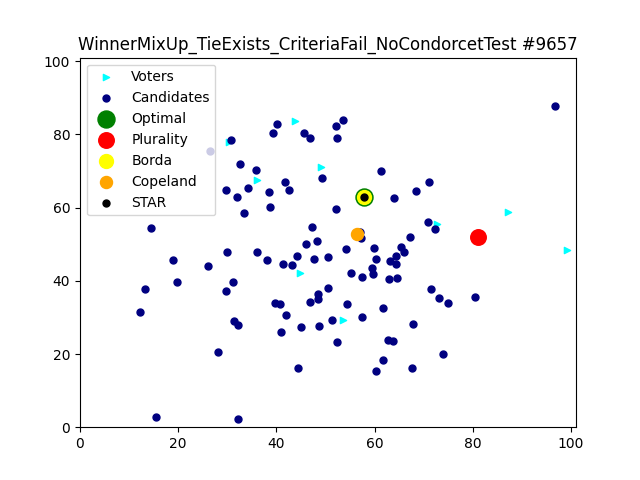 WinnerMixUp_TieExists_CriteriaFail_NoCondorcetTest #9657
100
80
60
40
20
0
0 20 40 60 80 100
Voters
Candidates
Optimal
Plurality
Borda
Copeland
STAR